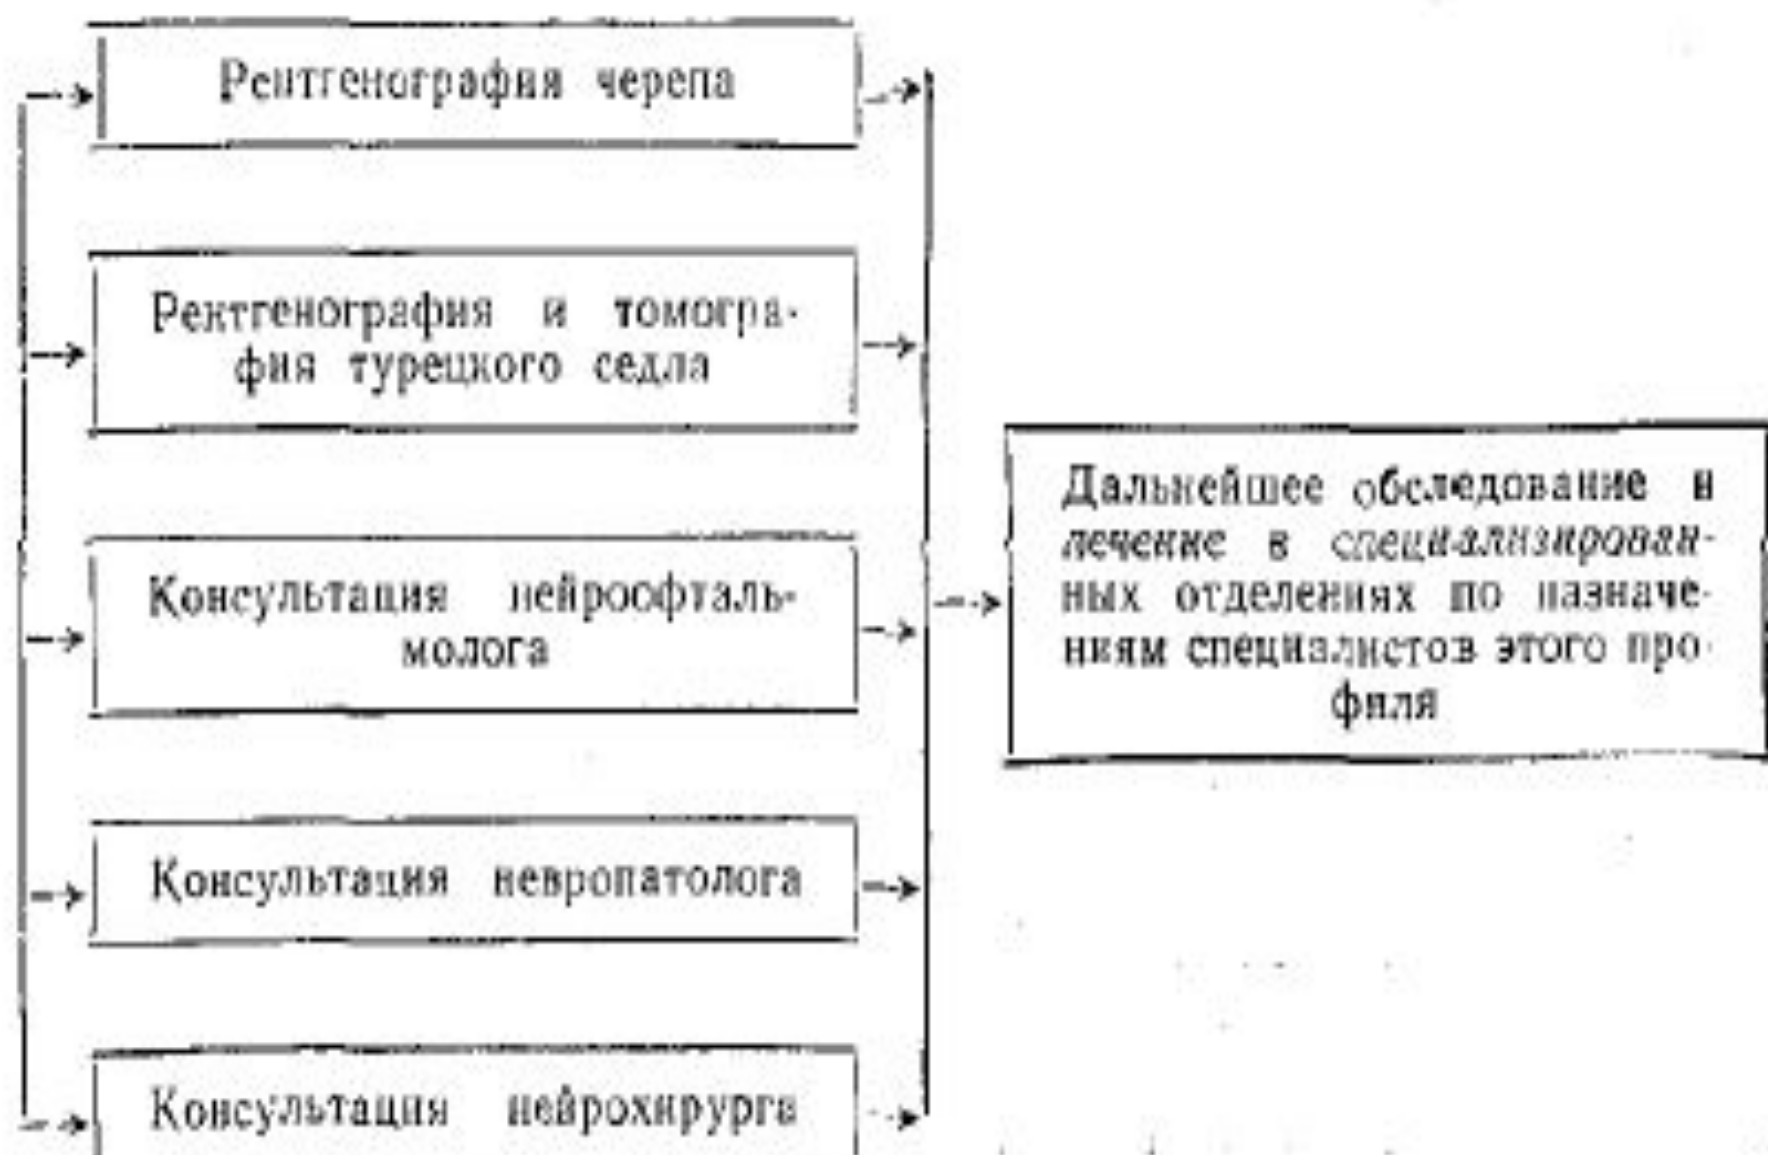 Рентгенография черепа
Рентгенография и томогра-
фия турецкого седла
Консультация нейроофталь-
молога
Консультация невропатолога
Консультация нейрохирурга
Дальнейшее обследование и
лечение в специализирован-
ных отделениях по назначе-
ниям специалистов этого про-
филя